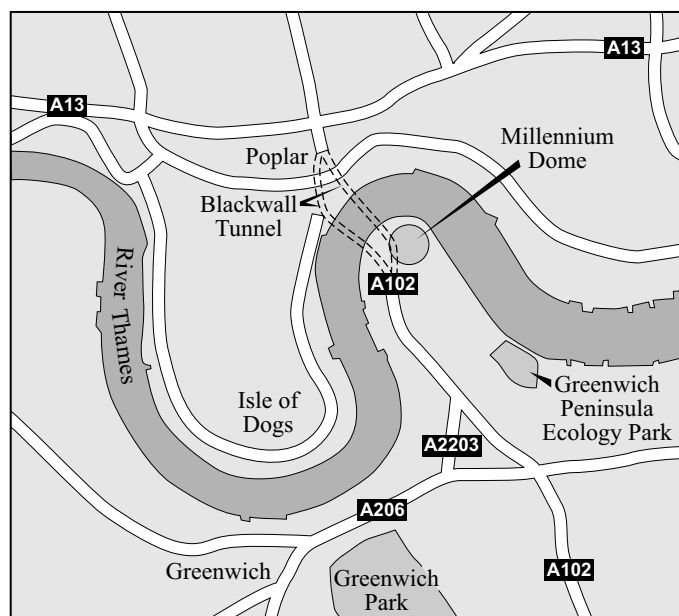 A13
A13
Millennium
Dome
Poplar
Blackwall
Tunnel
A102
River Thames
Isle of
Dogs
Greenwich
Peninsula
Ecology Park
A2203
A206
Greenwich
Greenwich
Park
A102